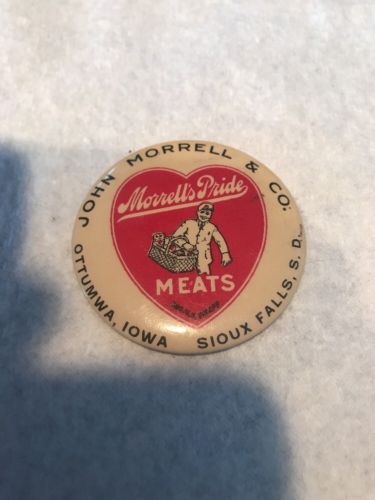 JOHN MORRELL & CO.
Morrell's Pride
MEATS
OTTUMWA, IOWA SIOUX FALLS, S. D.